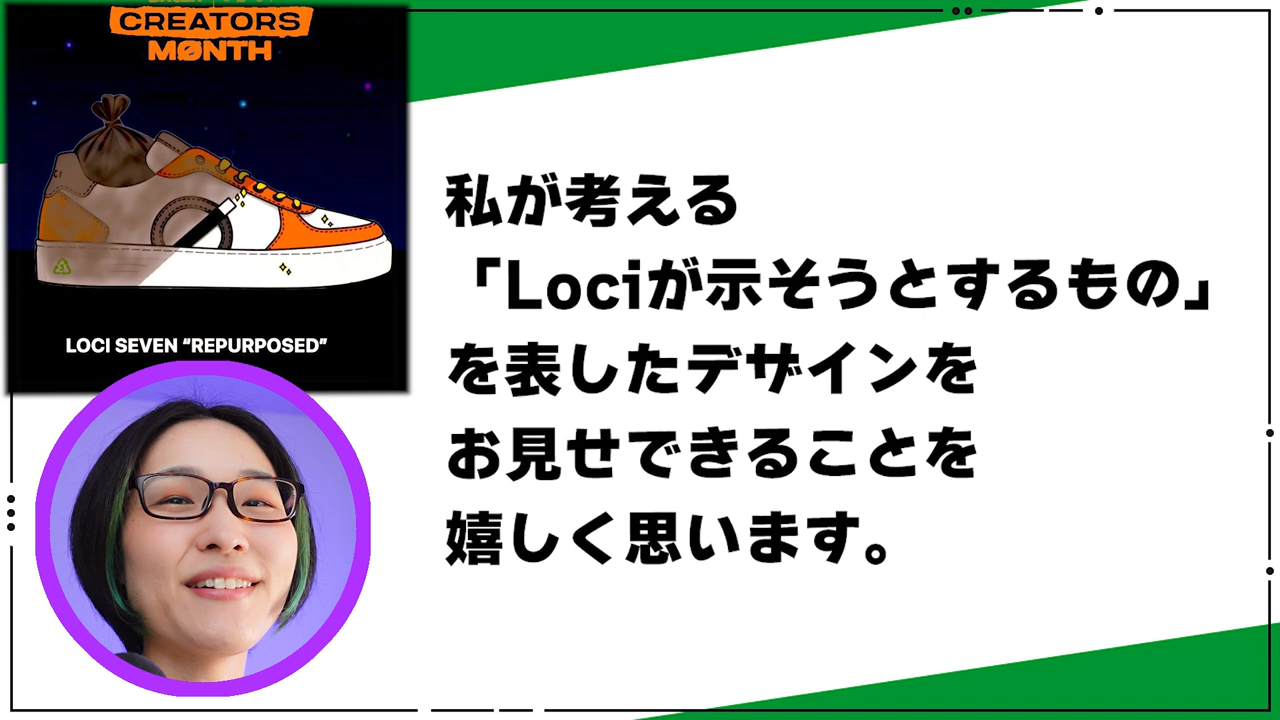 CREATORS
MØNTH
LOCI SEVEN “REPURPOSED”
私が考える
「Lociが示そうとするもの」
を表したデザインを
お見せできることを
嬉しく思います。